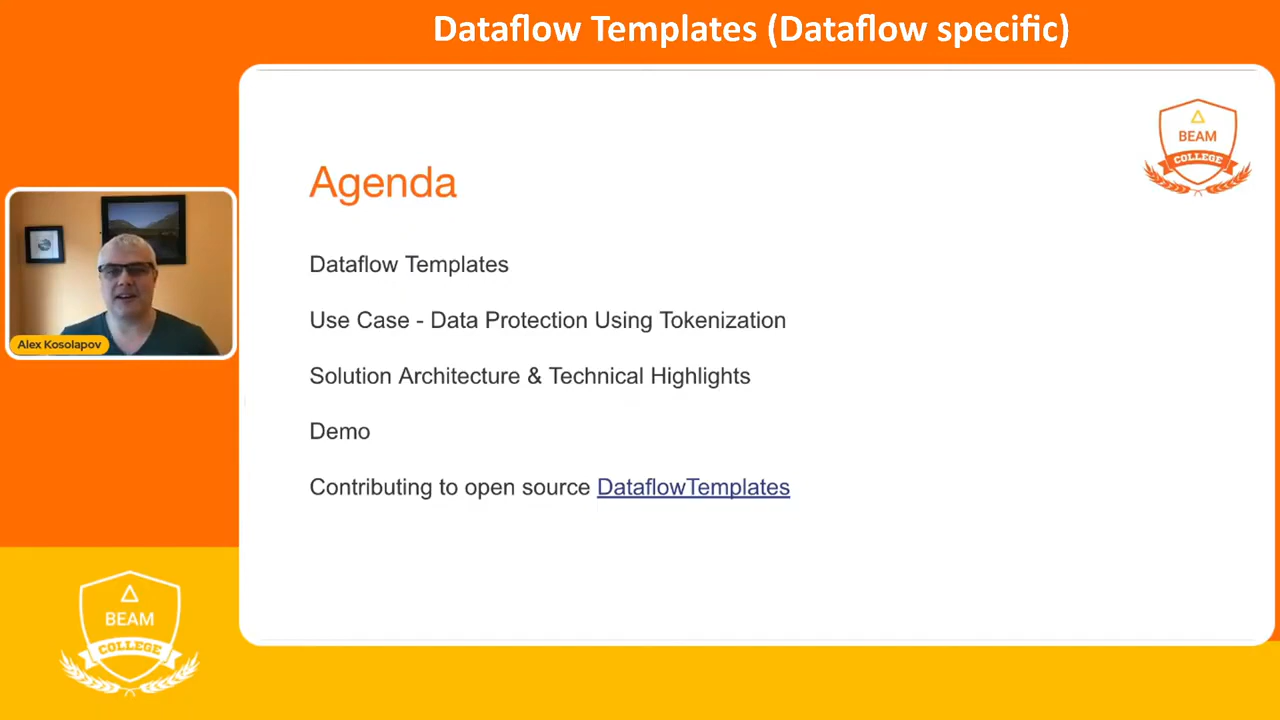 Dataflow Templates (Dataflow specific)
BEAM
COLLEGE
Agenda
Dataflow Templates
Use Case - Data Protection Using Tokenization
Solution Architecture & Technical Highlights
Demo
Contributing to open source DataflowTemplates
Alex Kosolapov
BEAM
COLLEGE